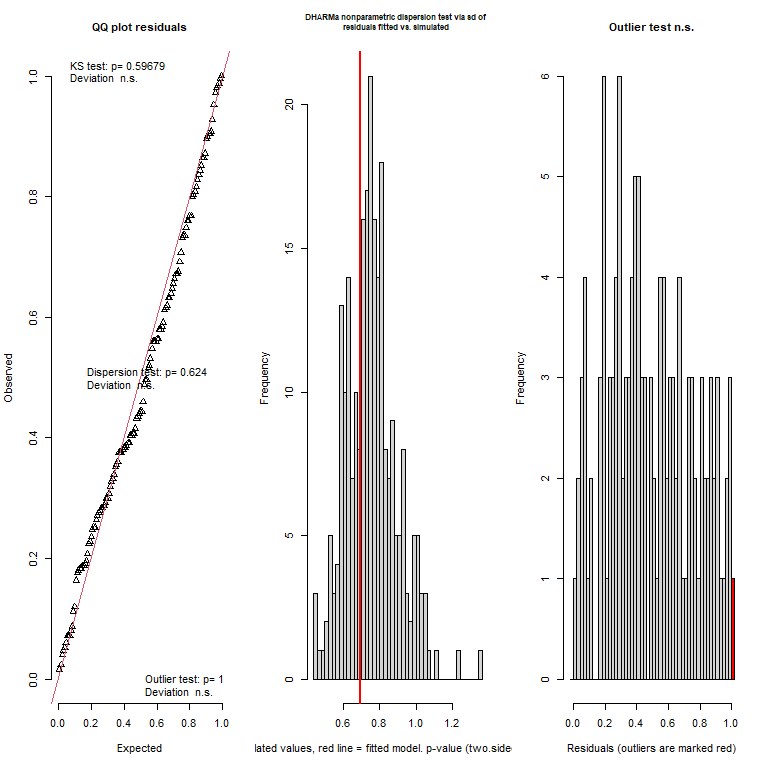 QQ plot residuals
KS test: p= 0.59679
Deviation n.s.
Dispersion test: p= 0.624
Deviation n.s.
Outlier test: p= 1
Deviation n.s.
Observed
0.0
0.2
0.4
0.6
0.8
1.0
0.0 0.2 0.4 0.6 0.8 1.0
Expected
DHARMa nonparametric dispersion test via sd of
residuals fitted vs. simulated
Frequency
0
5
10
15
20
0.6 0.8 1.0 1.2
lated values, red line = fitted model. p-value (two.side
Outlier test n.s.
Frequency
0
1
2
3
4
5
6
0.0 0.2 0.4 0.6 0.8 1.0
Residuals (outliers are marked red)